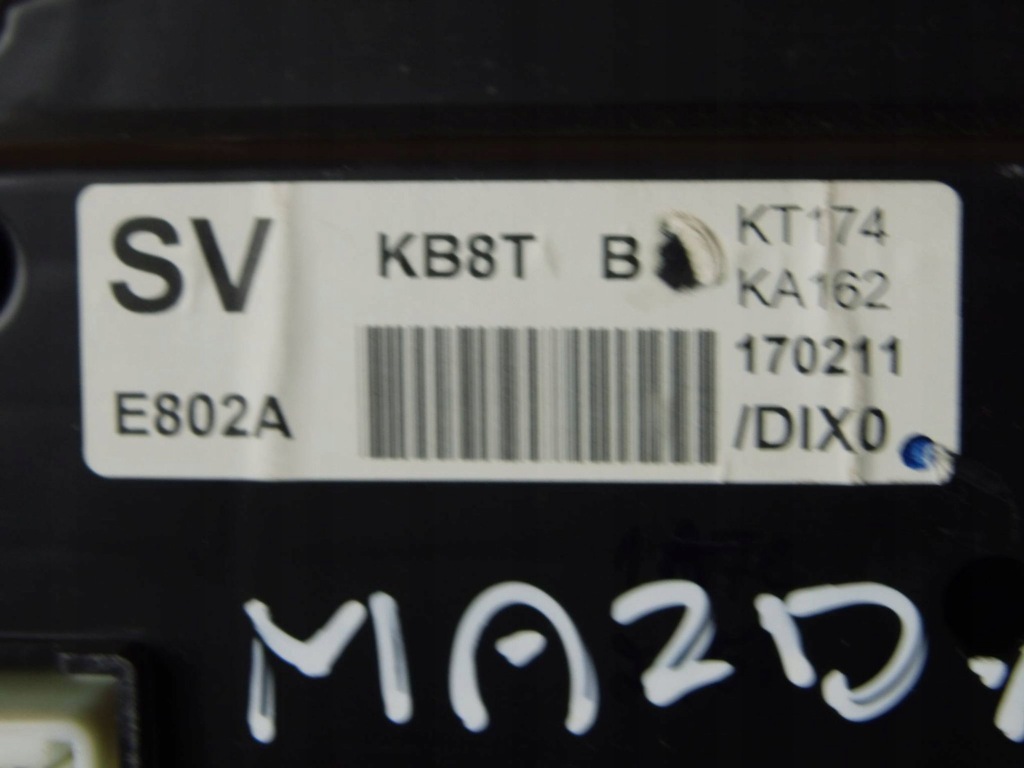 SV
KB8T B
KT174
KA162
170211
E802A
/DIX0
MAZD